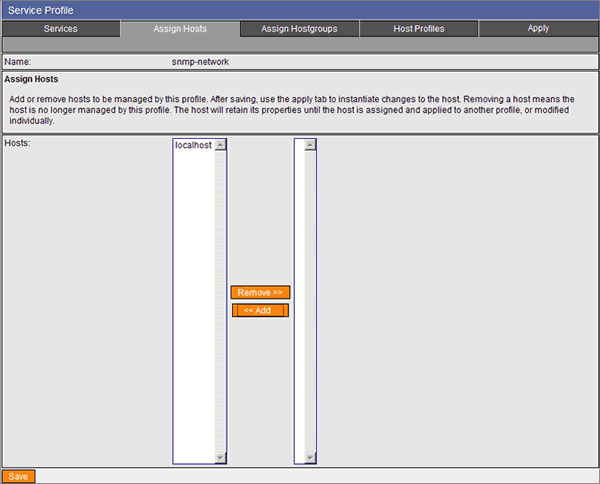 Service Profile
Services Assign Hosts Assign Hostgroups Host Profiles Apply
Name: snmp-network
Assign Hosts
Add or remove hosts to be managed by this profile. After saving, use the apply tab to instantiate changes to the host. Removing a host means the
host is no longer managed by this profile. The host will retain its properties until the host is assigned and applied to another profile, or modified
individually.
Hosts: localhost
Remove >>
<< Add
Save